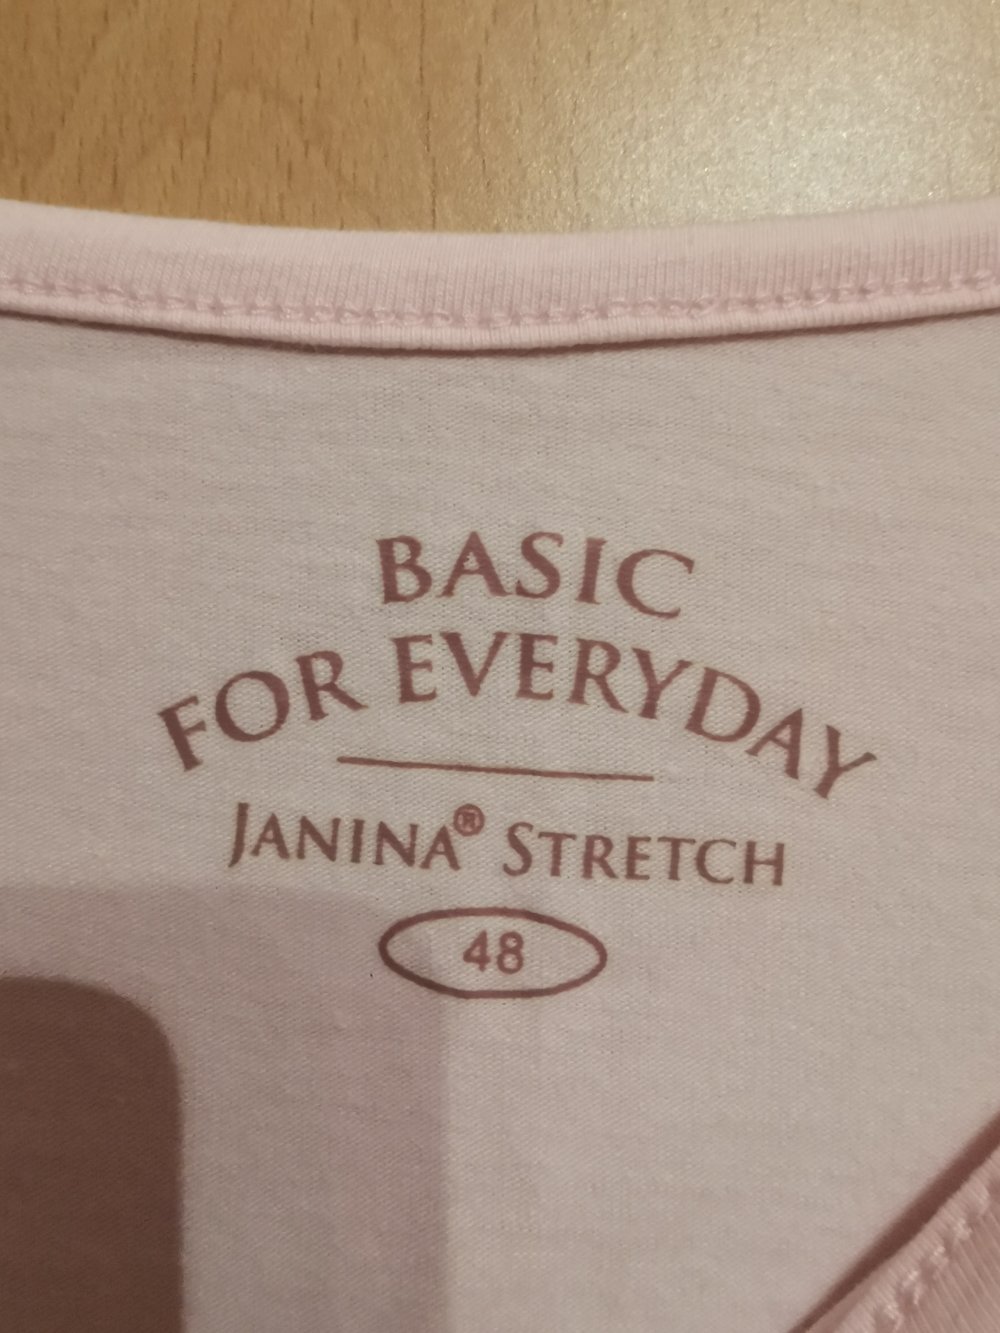 BASIC
FOR EVERYDAY
JANINA® STRETCH
48